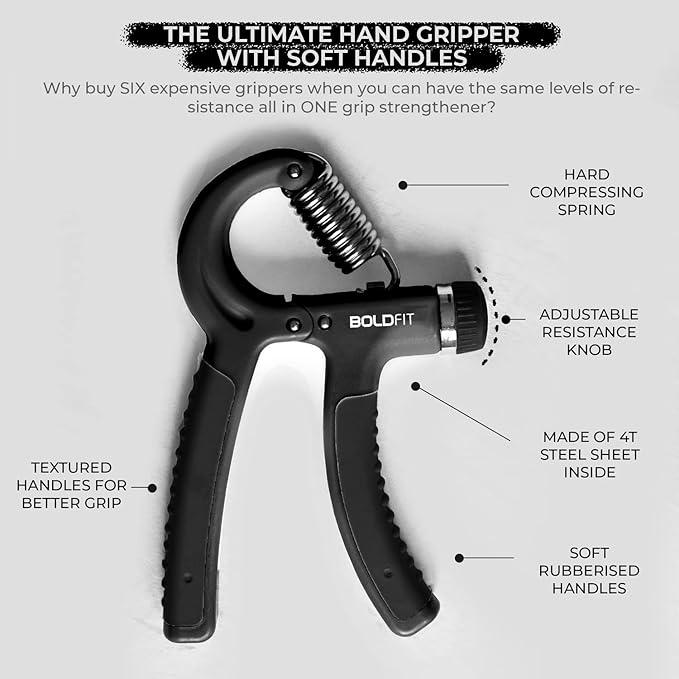 THE ULTIMATE HAND GRIPPER
WITH SOFT HANDLES
Why buy SIX expensive grippers when you can have the same levels of re-
sistance all in ONE grip strengthener?
HARD
COMPRESSING
SPRING
BOLDFIT
ADJUSTABLE
RESISTANCE
KNOB
MADE OF 4T
STEEL SHEET
INSIDE
TEXTURED
HANDLES FOR
BETTER GRIP
SOFT
RUBBERISED
HANDLES